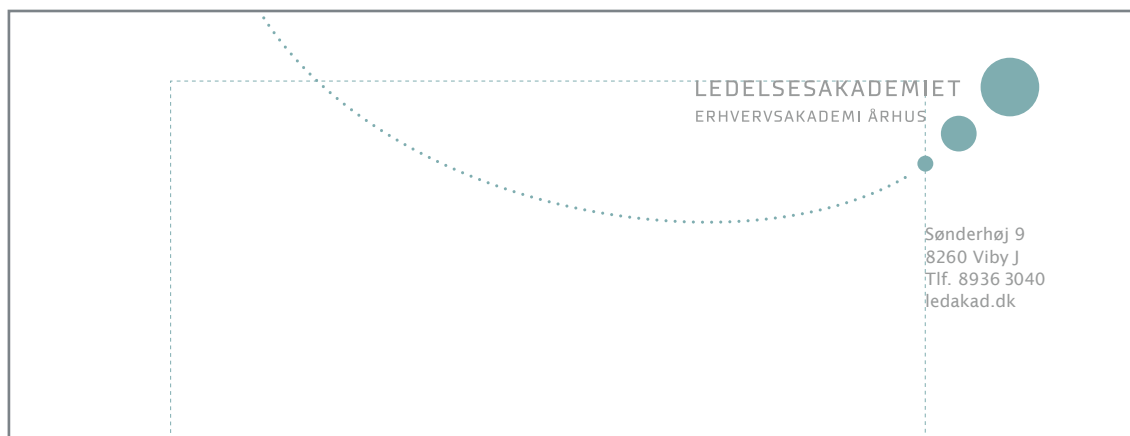 LEDELSESAKADEMIET
ERHVERVSAKADEMI ÅRHUS
Sønderhøj 9
8260 Viby J
Tlf. 8936 3040
ledakad.dk